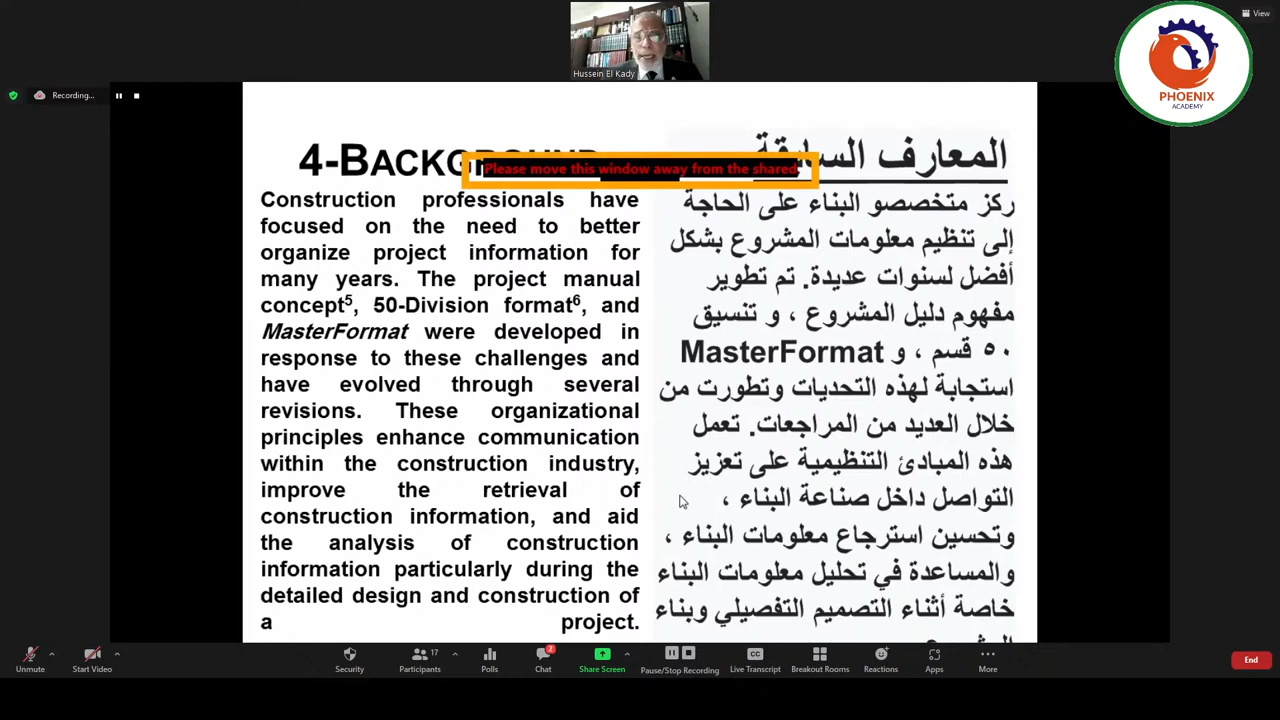 Hussein El Kady
View
PHOENIX
ACADEMY
Recording...
4-BACKGROUND
Please move this window away from the shared
Construction professionals have
focused on the need to better
organize project information for
many years. The project manual
concept⁵, 50-Division format⁶, and
MasterFormat were developed in
response to these challenges and
have evolved through several
revisions. These organizational
principles enhance communication
within the construction industry,
improve the retrieval of
construction information, and aid
the analysis of construction
information particularly during the
detailed design and construction of
a project.
المعارف السابقة
ركز متخصصو البناء على الحاجة
إلى تنظيم معلومات المشروع بشكل
أفضل لسنوات عديدة. تم تطوير
مفهوم دليل المشروع ، و تنسيق
٥٠ قسم ، و MasterFormat
استجابة لهذه التحديات وتطورت من
خلال العديد من المراجعات. تعمل
هذه المبادئ التنظيمية على تعزيز
التواصل داخل صناعة البناء ،
وتحسين استرجاع معلومات البناء ،
والمساعدة في تحليل معلومات البناء
خاصة أثناء التصميم التفصيلي وبناء
Unmute
Start Video
Security
Participants 17
Polls
Chat 2
Share Screen
Pause/Stop Recording
CC Live Transcript
Breakout Rooms
Reactions
Apps
More
End